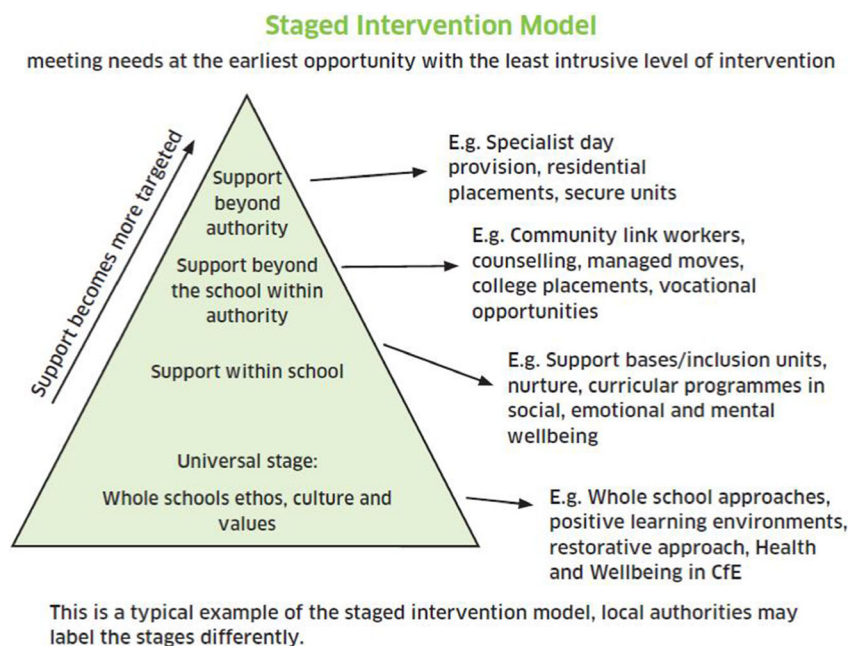 Staged Intervention Model
meeting needs at the earliest opportunity with the least intrusive level of intervention
Support becomes more targeted
Support
beyond
authority
E.g. Specialist day
provision, residential
placements, secure units
Support beyond
the school within
authority
E.g. Community link workers,
counselling, managed moves,
college placements, vocational
opportunities
Support within school
E.g. Support bases/inclusion units,
nurture, curricular programmes in
social, emotional and mental
wellbeing
Universal stage:
Whole schools ethos, culture and
values
E.g. Whole school approaches,
positive learning environments,
restorative approach, Health
and Wellbeing in CfE
This is a typical example of the staged intervention model, local authorities may
label the stages differently.